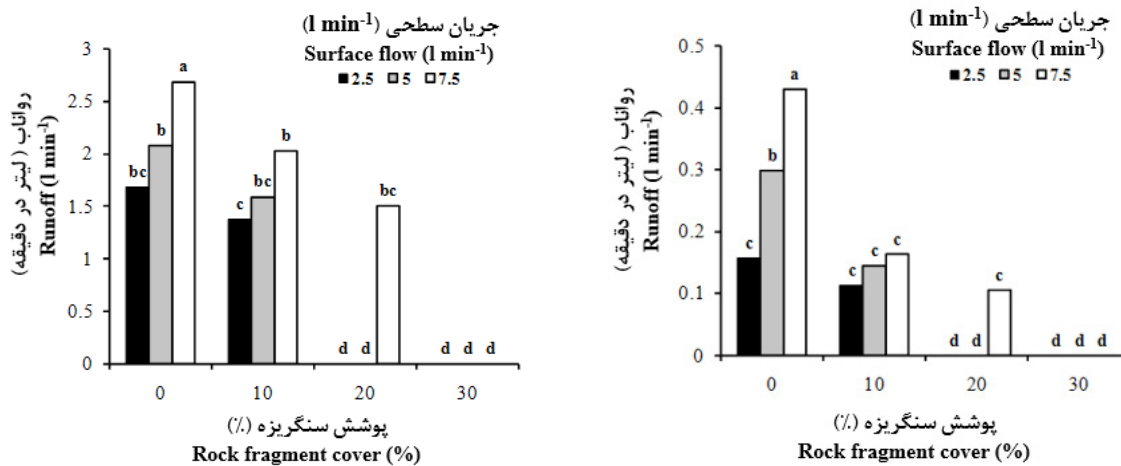 جریان سطحی (l min-1)
Surface flow (l min-1)
2.5 5 7.5
رواناب ( لیتر در دقیقه)
Runoff (l min-1)
3
2.5
2
1.5
1
0.5
0
bc b a
c bc b
d d bc
d d d
0 10 20 30
پوشش سنگریزه (٪)
Rock fragment cover (%)
جریان سطحی (l min-1)
Surface flow (l min-1)
2.5 5 7.5
رواناب ( لیتر در دقیقه)
Runoff (l min-1)
0.5
0.4
0.3
0.2
0.1
0
c b a
c c c
d d c
d d d
0 10 20 30
پوشش سنگریزه (٪)
Rock fragment cover (%)